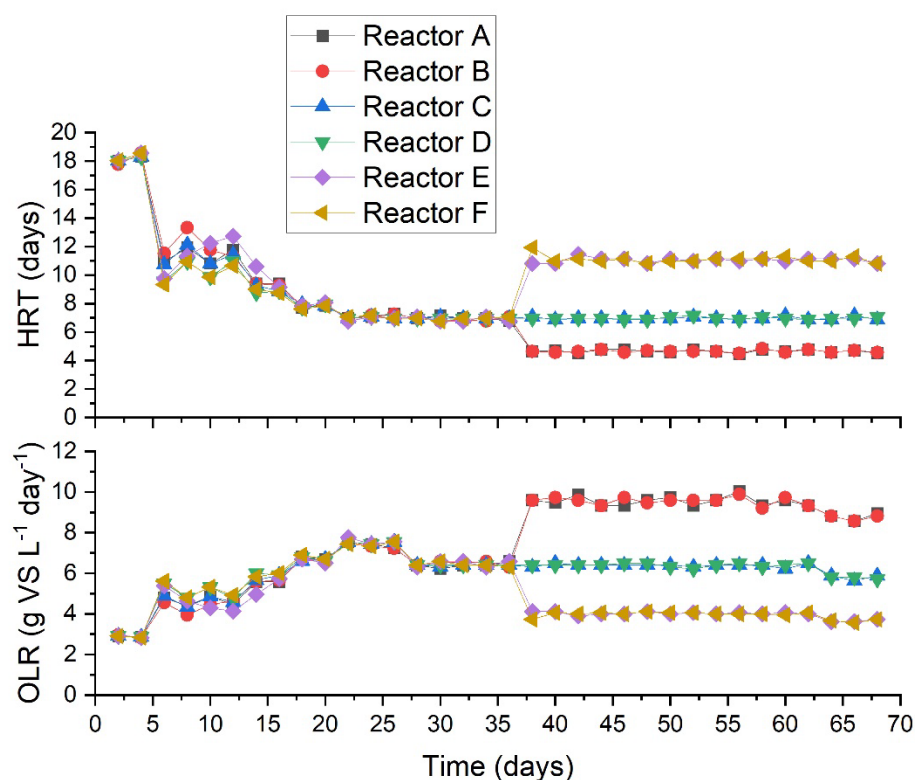 Reactor A
Reactor B
Reactor C
Reactor D
Reactor E
Reactor F
20
18
16
14
12
10
8
6
4
2
0
HRT (days)
12
10
8
6
4
2
0
OLR (g VS L⁻¹ day⁻¹)
0 5 10 15 20 25 30 35 40 45 50 55 60 65 70
Time (days)